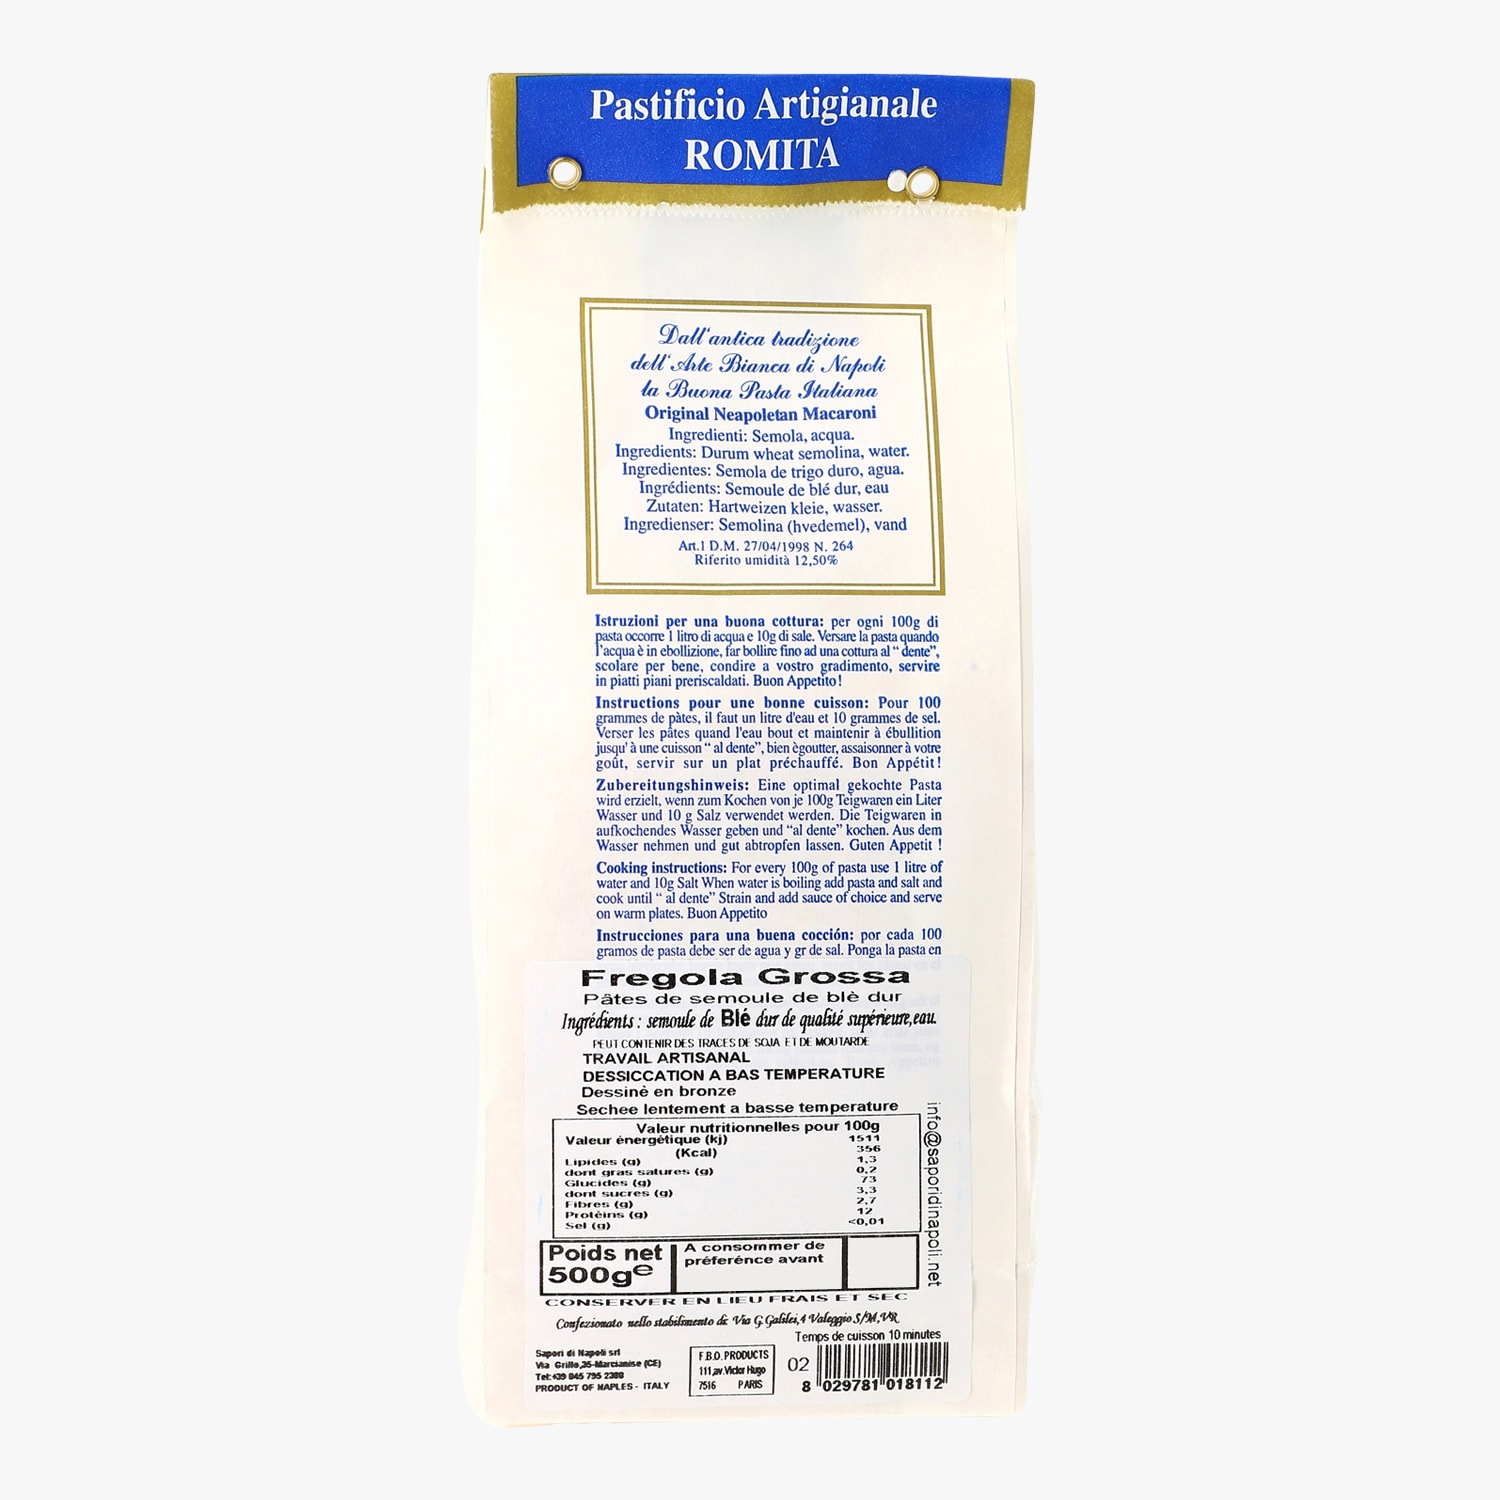 Pastificio Artigianale
ROMITA
Dall'antica tradizione
dell'Arte Bianca di Napoli
la Buona Pasta Italiana
Original Neapoletan Macaroni
Ingredienti: Semola, acqua.
Ingredients: Durum wheat semolina, water.
Ingredientes: Semola de trigo duro, agua.
Ingrédients: Semoule de blé dur, eau
Zutaten: Hartweizen kleie, wasser.
Ingredienser: Semolina (hvedemel), vand
Art.1 D.M. 27/04/1998 N. 264
Riferito umidità 12,50%
Istruzioni per una buona cottura: per ogni 100g di
pasta occorre 1 litro di acqua e 10g di sale. Versare la pasta quando
l'acqua è in ebollizione, far bollire fino ad una cottura al “ dente”,
scolare per bene, condire a vostro gradimento, servire
in piatti piani preriscaldati. Buon Appetito!
Instructions pour une bonne cuisson: Pour 100
grammes de pàtes, il faut un litre d'eau et 10 grammes de sel.
Verser les pâtes quand l'eau bout et maintenir à ébullition
jusqu' à une cuisson “ al dente”, bien ègoutter, assaisonner à votre
goût, servir sur un plat préchauffé. Bon Appétit!
Zubereitungshinweis: Eine optimal gekochte Pasta
wird erzielt, wenn zum Kochen von je 100g Teigwaren ein Liter
Wasser und 10 g Salz verwendet werden. Die Teigwaren in
aufkochendes Wasser geben und “al dente” kochen. Aus dem
Wasser nehmen und gut abtropfen lassen. Guten Appetit !
Cooking instructions: For every 100g of pasta use 1 litre of
water and 10g Salt When water is boiling add pasta and salt and
cook until “ al dente” Strain and add sauce of choice and serve
on warm plates. Buon Appetito
Instrucciones para una buena cocción: por cada 100
gramos de pasta debe ser de agua y gr de sal. Ponga la pasta en
Fregola Grossa
Pâtes de semoule de blè dur
Ingrédients : semoule de Blé dur de qualité supérieure,eau.
PEUT CONTENIR DES TRACES DE SOJA ET DE MOUTARDE
TRAVAIL ARTISANAL
DESSICCATION A BAS TEMPERATURE
Dessinè en bronze
Sechee lentement a basse temperature
Valeur nutritionnelles pour 100g
Valeur énergétique (kj) 1511
(Kcal) 356
Lipides (g) 1,3
dont gras satures (g) 0,2
Glucides (g) 73
dont sucres (g) 3,3
Fibres (g) 2,7
Protéins (g) 12
Sel (g) <0,01
info@saporidinapoli.net
Poids net
500g℮
A consommer de
préferénce avant
CONSERVER EN LIEU FRAIS ET SEC
Confezionato nello stabilimento di: Via G. Galilei,4 Valeggio S/M,VR
Temps de cuisson 10 minutes
Sapori di Napoli srl
Via Grillo,35-Marcianise (CE)
Tel:+39 045 795 2380
PRODUCT OF NAPLES - ITALY
F.B.O. PRODUCTS
111,av.Victor Hugo
7516 PARIS
02
8 029781 018112